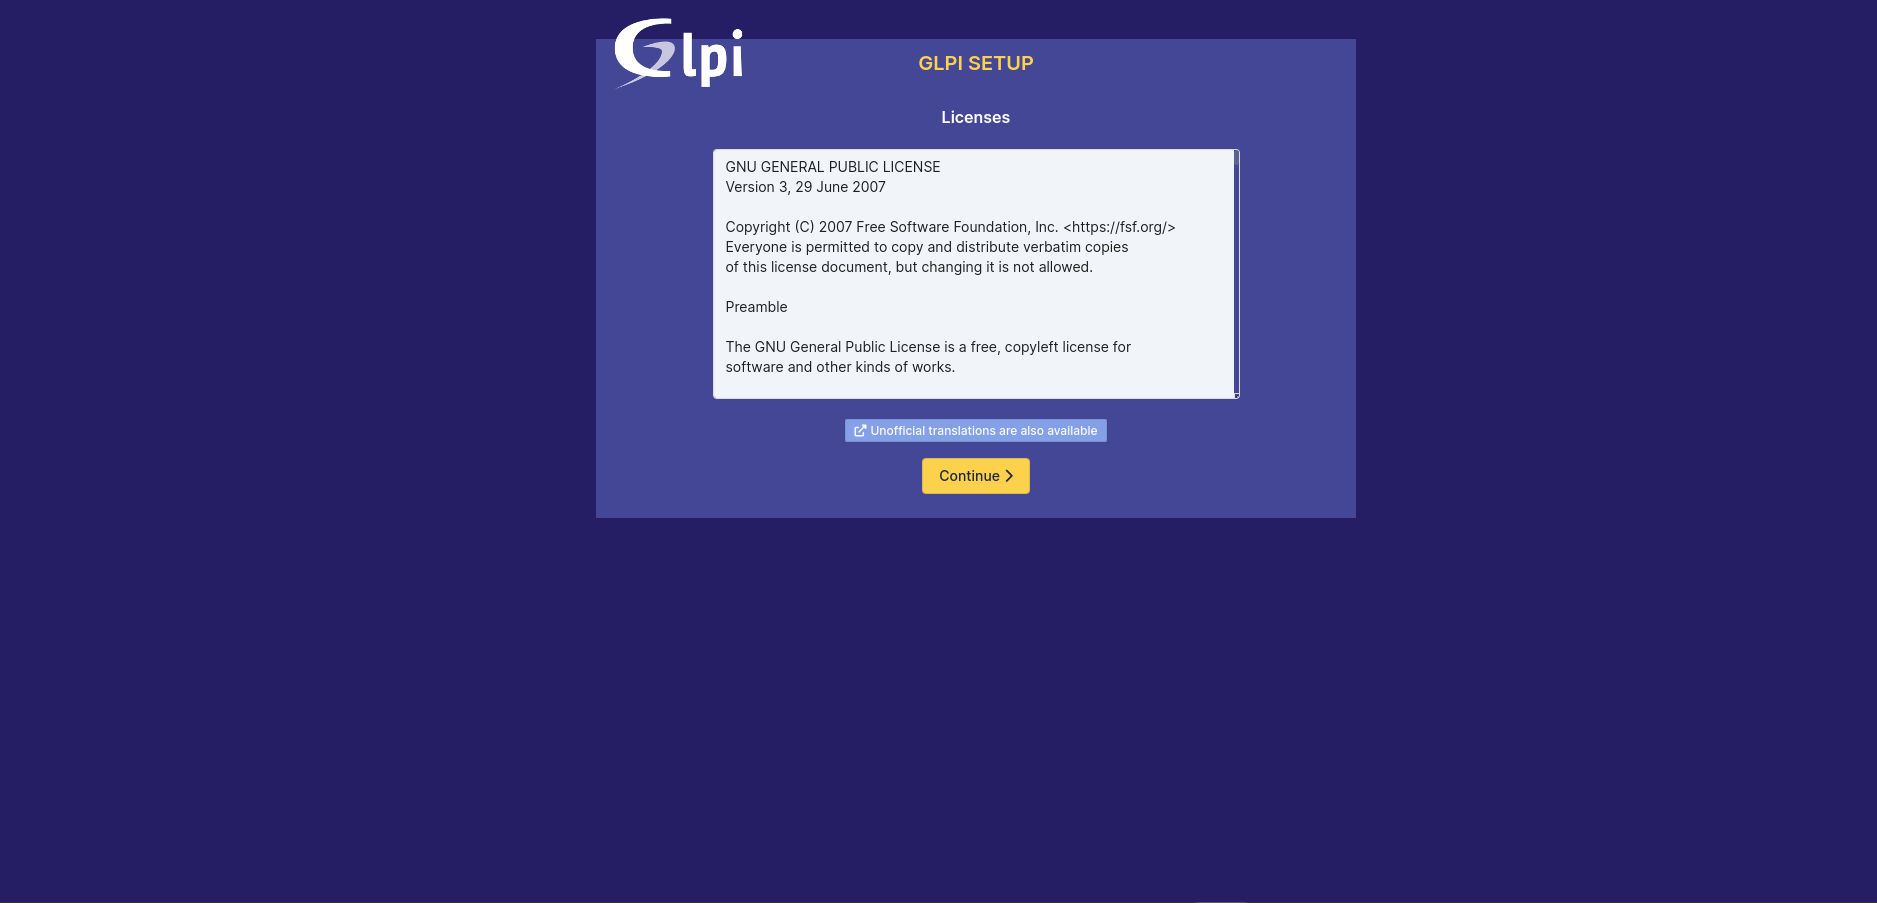 Glpi
GLPI SETUP
Licenses
GNU GENERAL PUBLIC LICENSE
Version 3, 29 June 2007
Copyright (C) 2007 Free Software Foundation, Inc. <https://fsf.org/>
Everyone is permitted to copy and distribute verbatim copies
of this license document, but changing it is not allowed.
Preamble
The GNU General Public License is a free, copyleft license for
software and other kinds of works.
Unofficial translations are also available
Continue